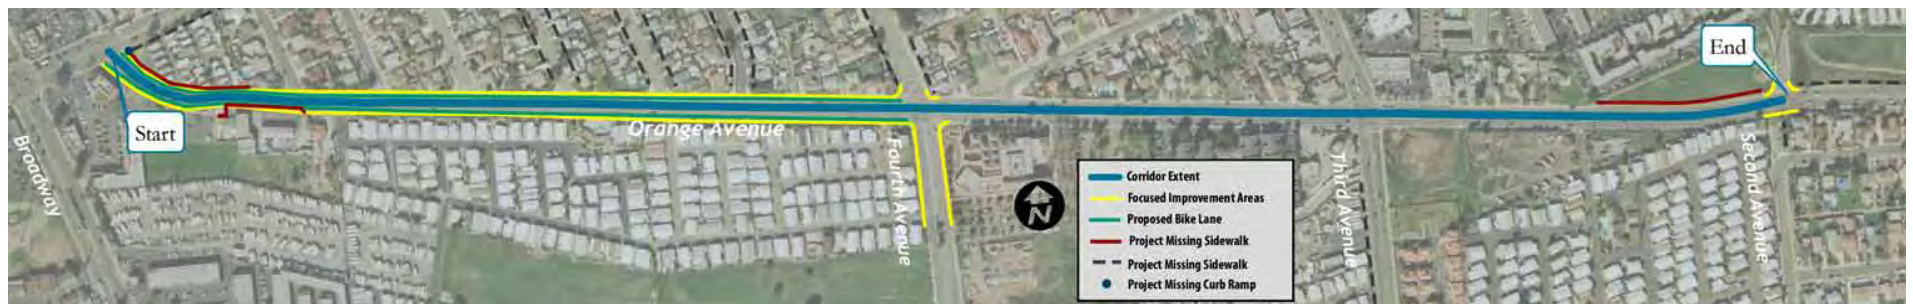 Start
End
Broadway
Orange Avenue
Fourth Avenue
Third Avenue
Second Avenue
N
Corridor Extent
Focused Improvement Areas
Proposed Bike Lane
Project Missing Sidewalk
Project Missing Sidewalk
Project Missing Curb Ramp